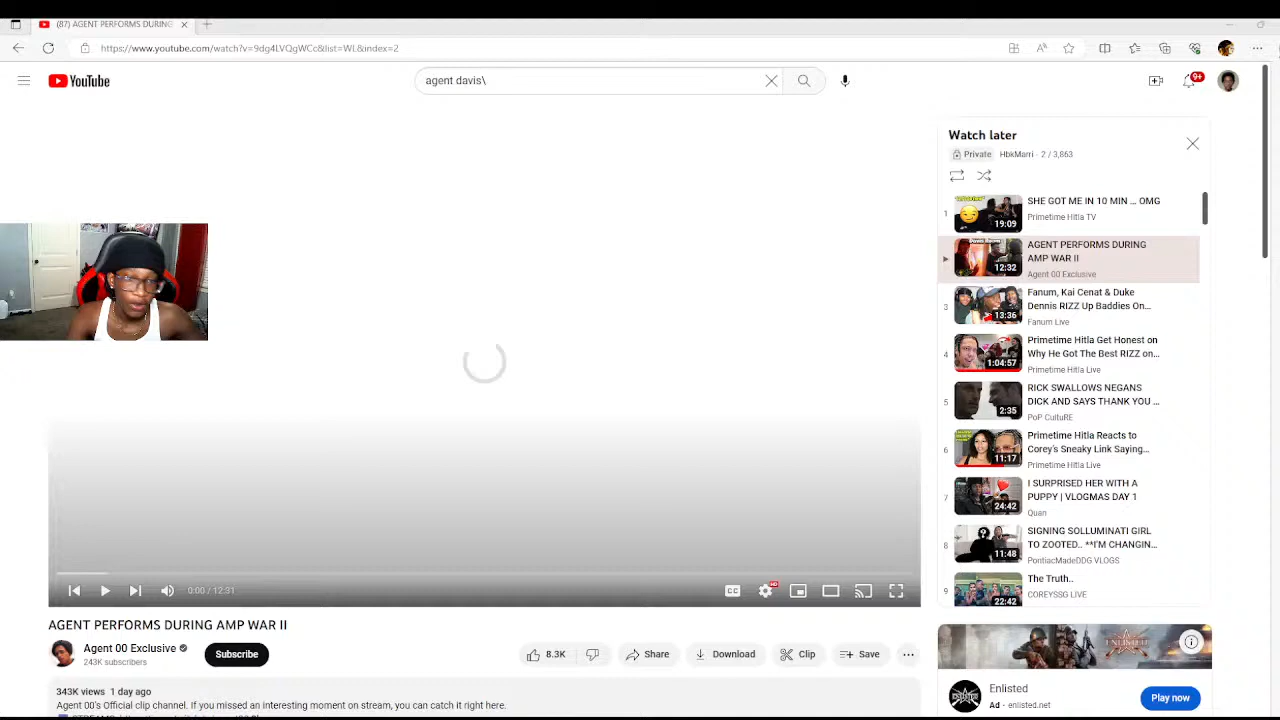 (87) AGENT PERFORMS DURING
https://www.youtube.com/watch?v=9dg4LVQgWCc&list=WL&index=2
YouTube
agent davis\
9+
Watch later
Private HbkMarri - 2 / 3,863
1
19:09
SHE GOT ME IN 10 MIN ... OMG
Primetime Hitla TV
12:32
AGENT PERFORMS DURING
AMP WAR II
Agent 00 Exclusive
3
13:36
Fanum, Kai Cenat & Duke
Dennis RIZZ Up Baddies On...
Fanum Live
4
1:04:57
Primetime Hitla Get Honest on
Why He Got The Best RIZZ on...
Primetime Hitla Live
5
2:35
RICK SWALLOWS NEGANS
DICK AND SAYS THANK YOU ...
PoP CultuRE
6
11:17
Primetime Hitla Reacts to
Corey's Sneaky Link Saying...
Primetime Hitla Live
7
24:42
I SURPRISED HER WITH A
PUPPY | VLOGMAS DAY 1
Quan
8
11:48
SIGNING SOLLUMINATI GIRL
TO ZOOTED.. **I'M CHANGIN...
PontiacMadeDDG VLOGS
9
22:42
The Truth..
COREYSSG LIVE
0:00 / 12:31
CC
HD
AGENT PERFORMS DURING AMP WAR II
Agent 00 Exclusive
243K subscribers
Subscribe
8.3K
Share
Download
Clip
Save
343K views 1 day ago
Agent 00's Official clip channel. If you missed an interesting moment on stream, you can catch it here.
ENLISTED
Enlisted
Ad - enlisted.net
Play now